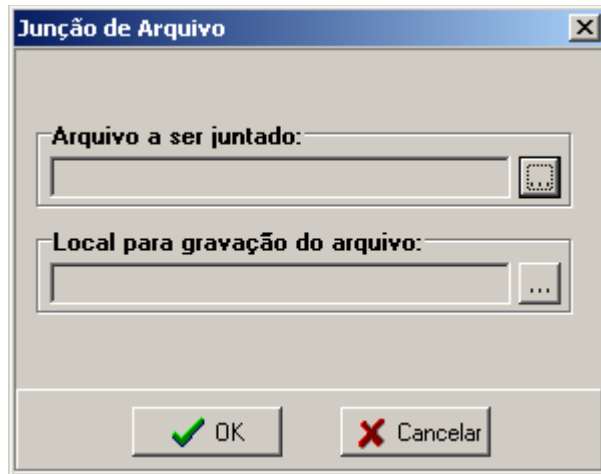 Junção de Arquivo
Arquivo a ser juntado:
...
Local para gravação do arquivo:
...
OK
Cancelar